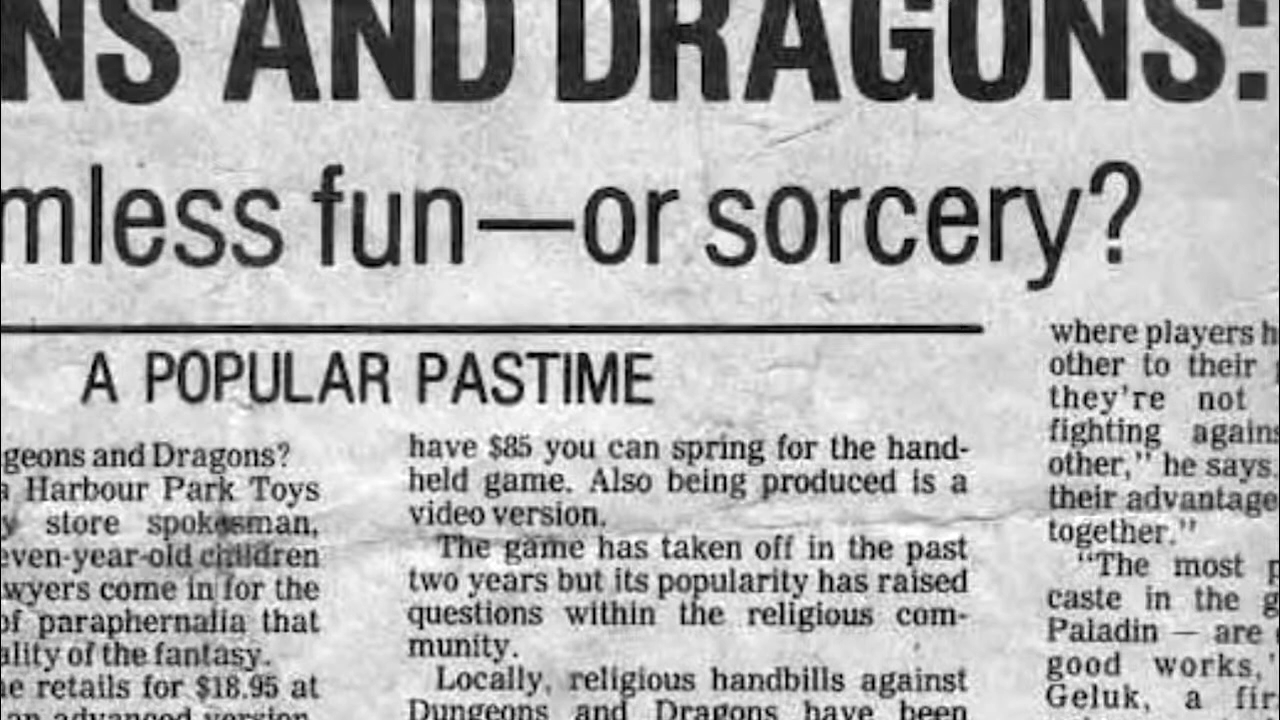 NS AND DRAGONS:
mless fun—or sorcery?
A POPULAR PASTIME
geons and Dragons?
Harbour Park Toys
y store spokesman,
even-year-old children
wyers come in for the
of paraphernalia that
ality of the fantasy.
e retails for $18.95 at
an advanced version
have $85 you can spring for the hand-
held game. Also being produced is a
video version.
The game has taken off in the past
two years but its popularity has raised
questions within the religious com-
munity.
Locally, religious handbills against
Dungeons and Dragons have been
where players h
other to their
they're not
fighting agains
other," he says
their advantage
together."
"The most p
caste in the g
Paladin — are
good works,'
Geluk, a fir